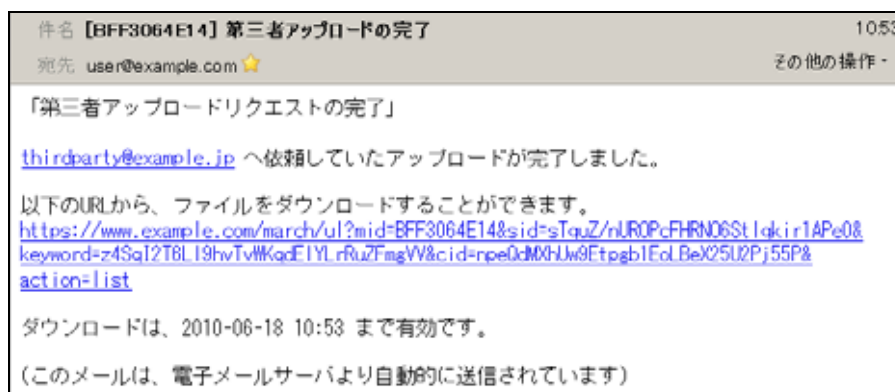 件名 [BFF3064E14] 第三者アップロードの完了 10:53
宛先 user@example.com その他の操作 -
「第三者アップロードリクエストの完了」
thirdparty@example.jp へ依頼していたアップロードが完了しました。
以下のURLから、ファイルをダウンロードすることができます。
https://www.example.com/march/ul?mid=BFF3064E14&sid=sTquZ/nUROPcFHRNO6Stlqkir1APe0&
keyword=z4SqI2T8LI9hvTvWKqdEIYLrRu7FmgVV&cid=npeQdMXhUw9Etpgb1EoLBeX25U2Pj55P&
action=list
ダウンロードは、2010-06-18 10:53 まで有効です。
(このメールは、電子メールサーバより自動的に送信されています)